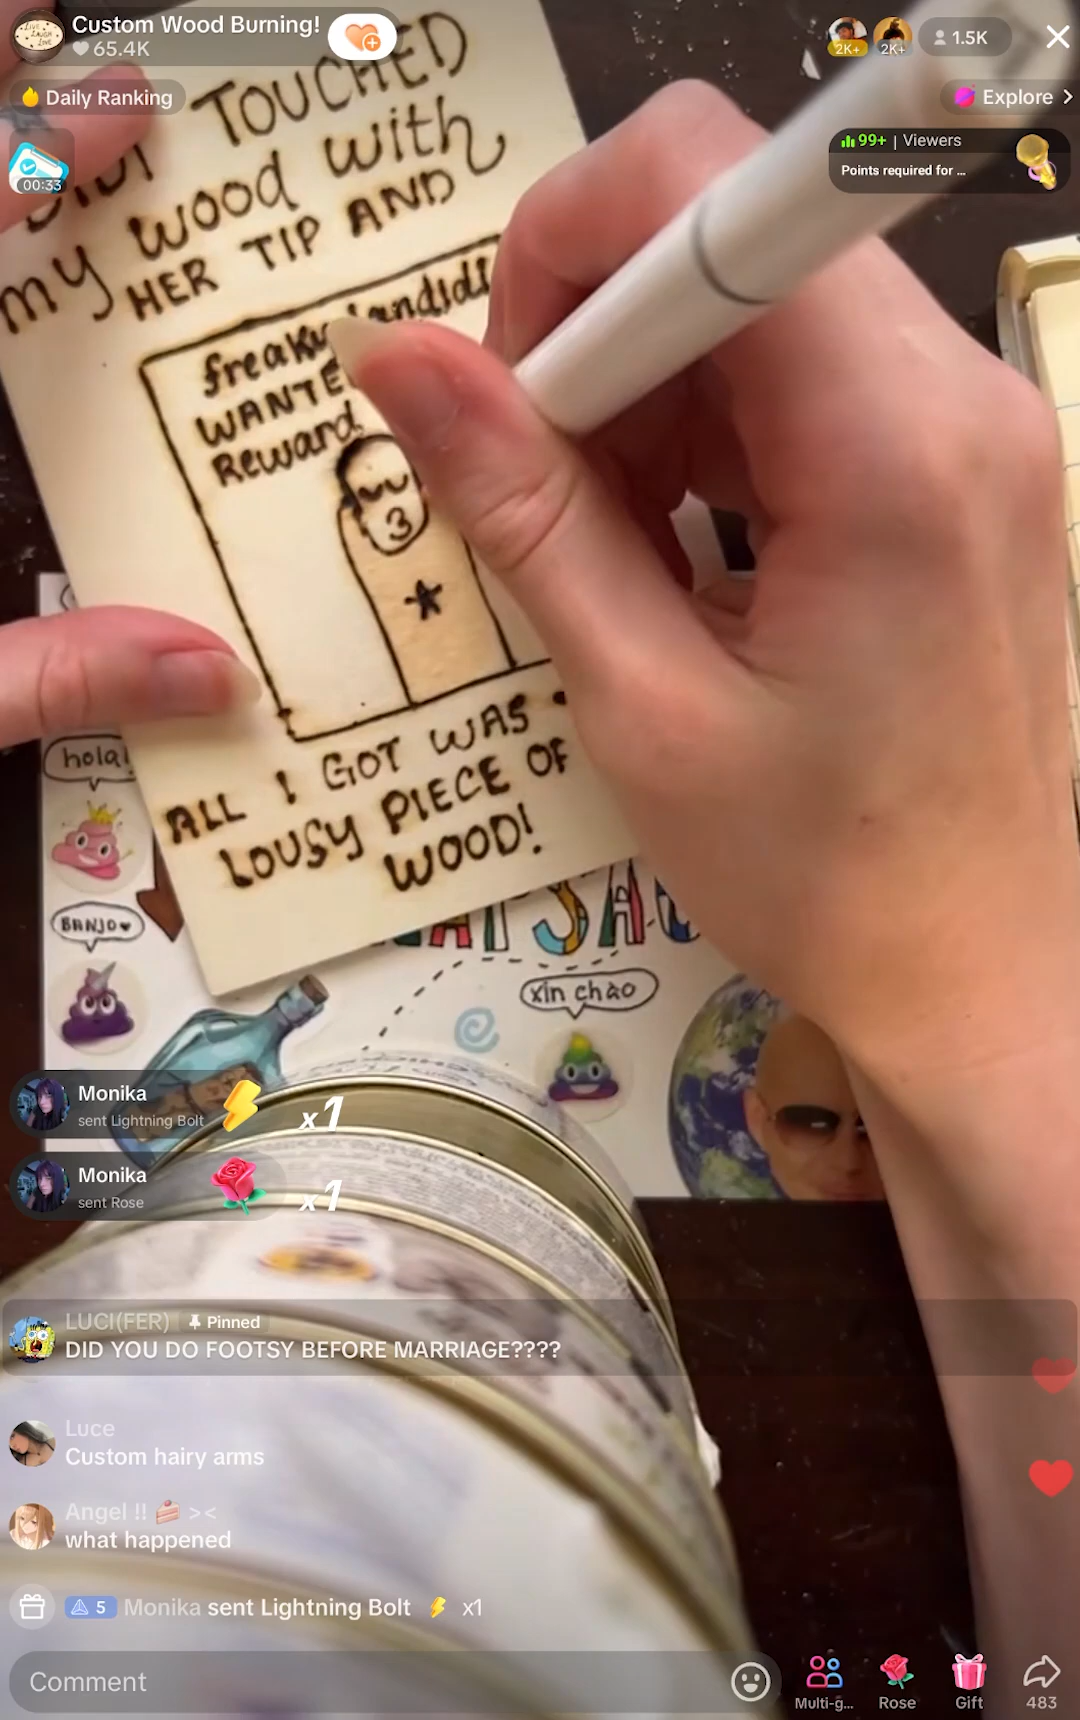 Custom Wood Burning!
65.4K
2K+
2K+
1.5K
Daily Ranking
Explore
99+ | Viewers
Points required for ...
00:33
TOUCHED
my wood with
HER TIP AND
freaky
WANTE
Reward
3
ALL I GOT WAS
LOUSY PIECE OF
WOOD!
hola!
BANJO♥
xin chào
Monika
sent Lightning Bolt
x1
Monika
sent Rose
x1
LUCI(FER) Pinned
DID YOU DO FOOTSY BEFORE MARRIAGE????
Luce
Custom hairy arms
Angel !! 🍰 ><
what happened
5 Monika sent Lightning Bolt ⚡ x1
Comment
Multi-g...
Rose
Gift
483